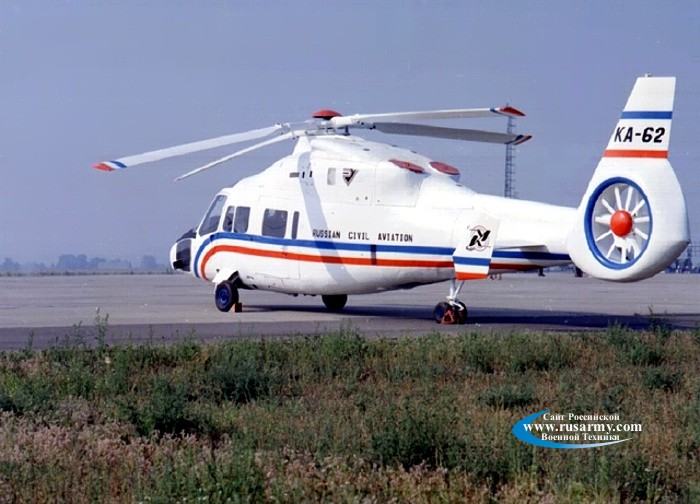 KA-62
RUSSIAN CIVIL AVIATION
Сайт Российской
www.rusarmy.com
Военной Техники